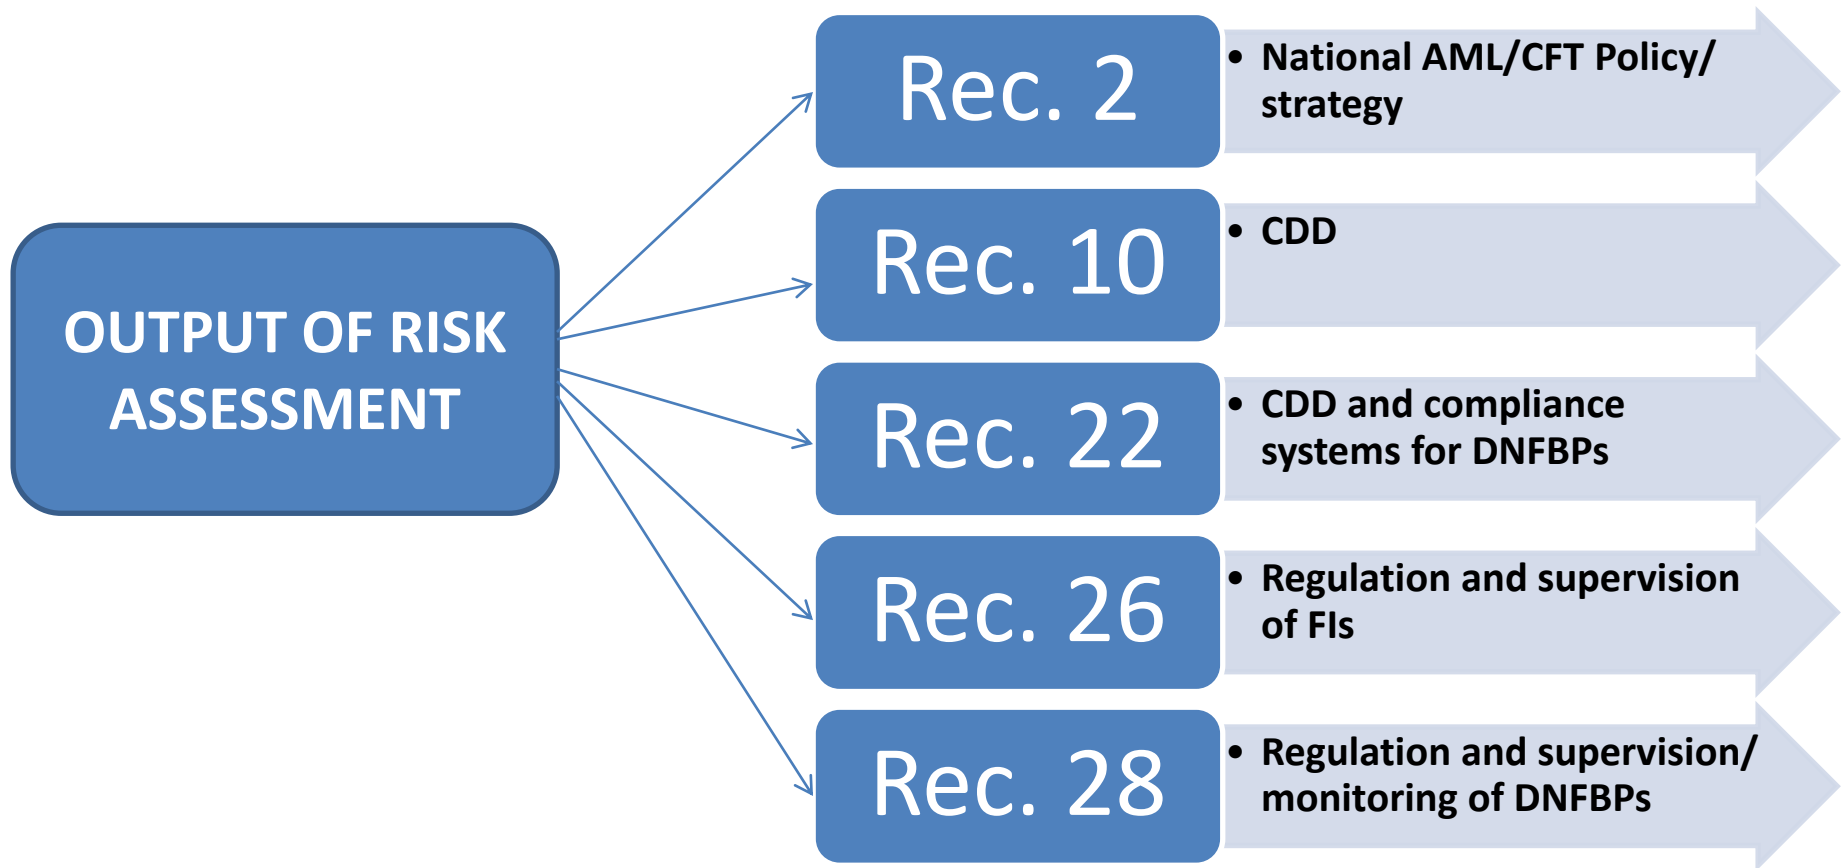 OUTPUT OF RISK
ASSESSMENT
Rec. 2
• National AML/CFT Policy/
strategy
Rec. 10
• CDD
Rec. 22
• CDD and compliance
systems for DNFBPs
Rec. 26
• Regulation and supervision
of FIs
Rec. 28
• Regulation and supervision/
monitoring of DNFBPs